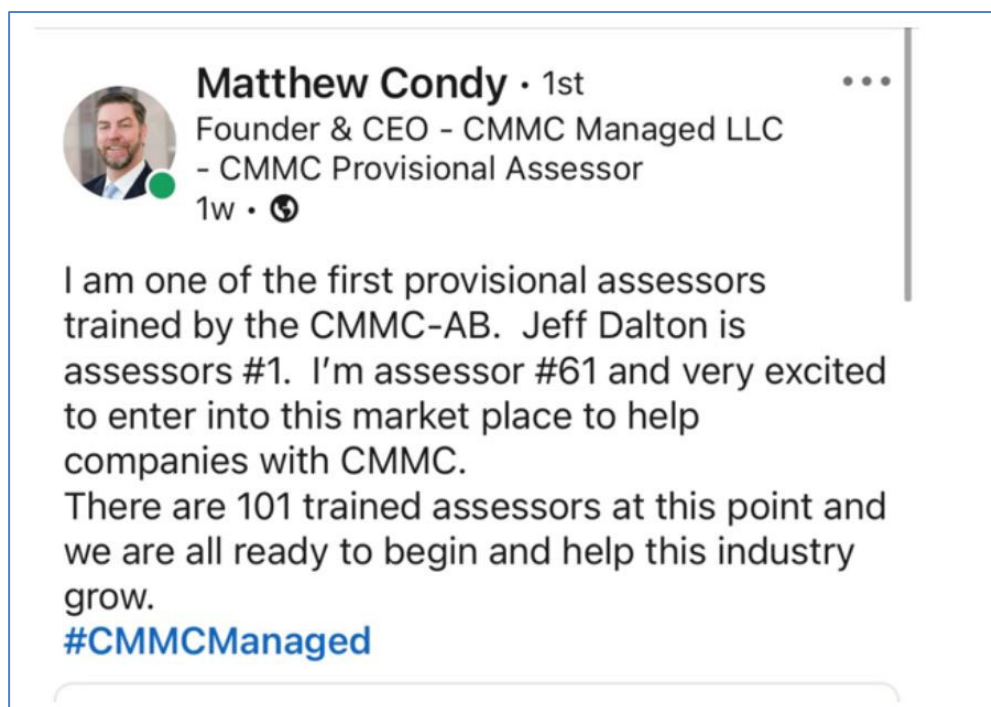 Matthew Condy · 1st
Founder & CEO - CMMC Managed LLC
- CMMC Provisional Assessor
1w ·
I am one of the first provisional assessors
trained by the CMMC-AB.  Jeff Dalton is
assessors #1.  I'm assessor #61 and very excited
to enter into this market place to help
companies with CMMC.
There are 101 trained assessors at this point and
we are all ready to begin and help this industry
grow.
#CMMCManaged